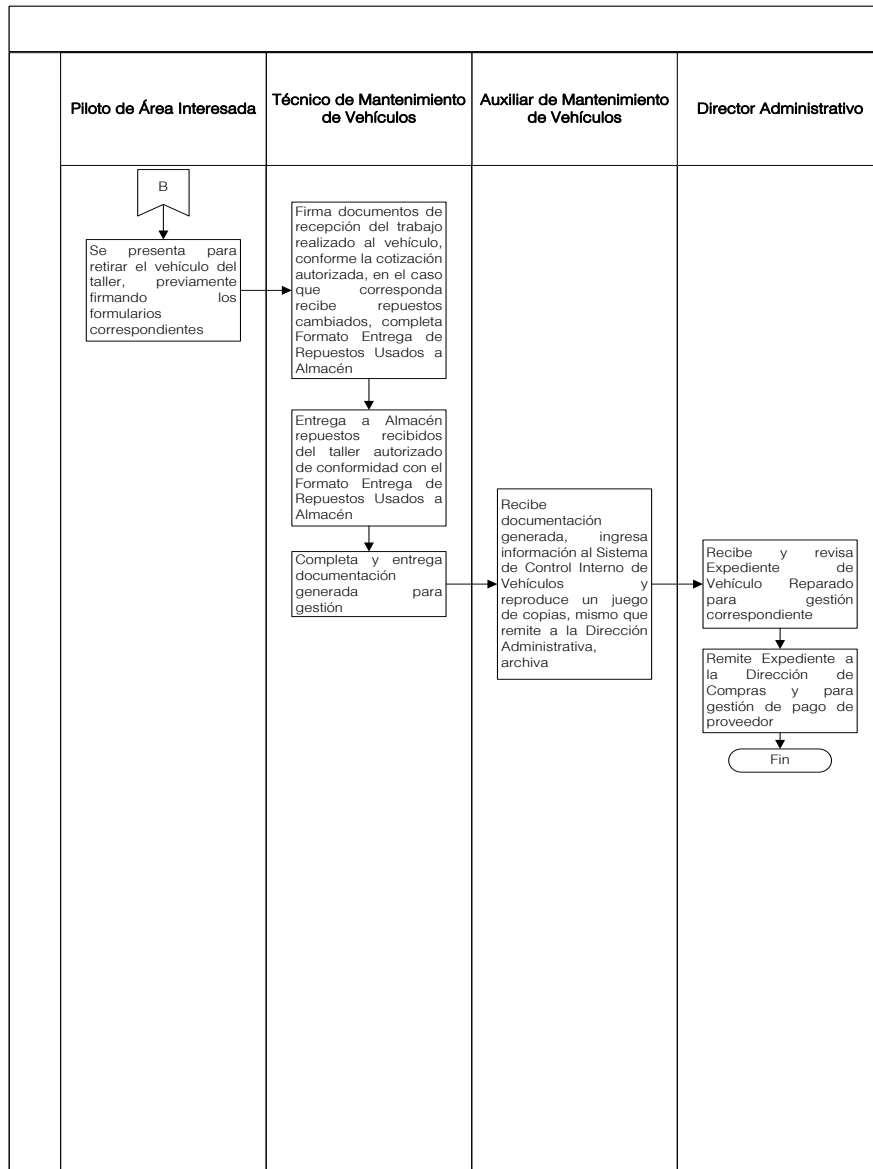 Piloto de Área Interesada
Técnico de Mantenimiento
de Vehículos
Auxiliar de Mantenimiento
de Vehículos
Director Administrativo
B
Se presenta para
retirar el vehículo del
taller, previamente
firmando los
formularios
correspondientes
Firma documentos de
recepción del trabajo
realizado al vehículo,
conforme la cotización
autorizada, en el caso
que corresponda
recibe repuestos
cambiados, completa
Formato Entrega de
Repuestos Usados a
Almacén
Entrega a Almacén
repuestos recibidos
del taller autorizado
de conformidad con el
Formato Entrega de
Repuestos Usados a
Almacén
Completa y entrega
documentación
generada para
gestión
Recibe
documentación
generada, ingresa
información al Sistema
de Control Interno de
Vehículos y
reproduce un juego
de copias, mismo que
remite a la Dirección
Administrativa,
archiva
Recibe y revisa
Expediente de
Vehículo Reparado
para gestión
correspondiente
Remite Expediente a
la Dirección de
Compras y para
gestión de pago de
proveedor
Fin